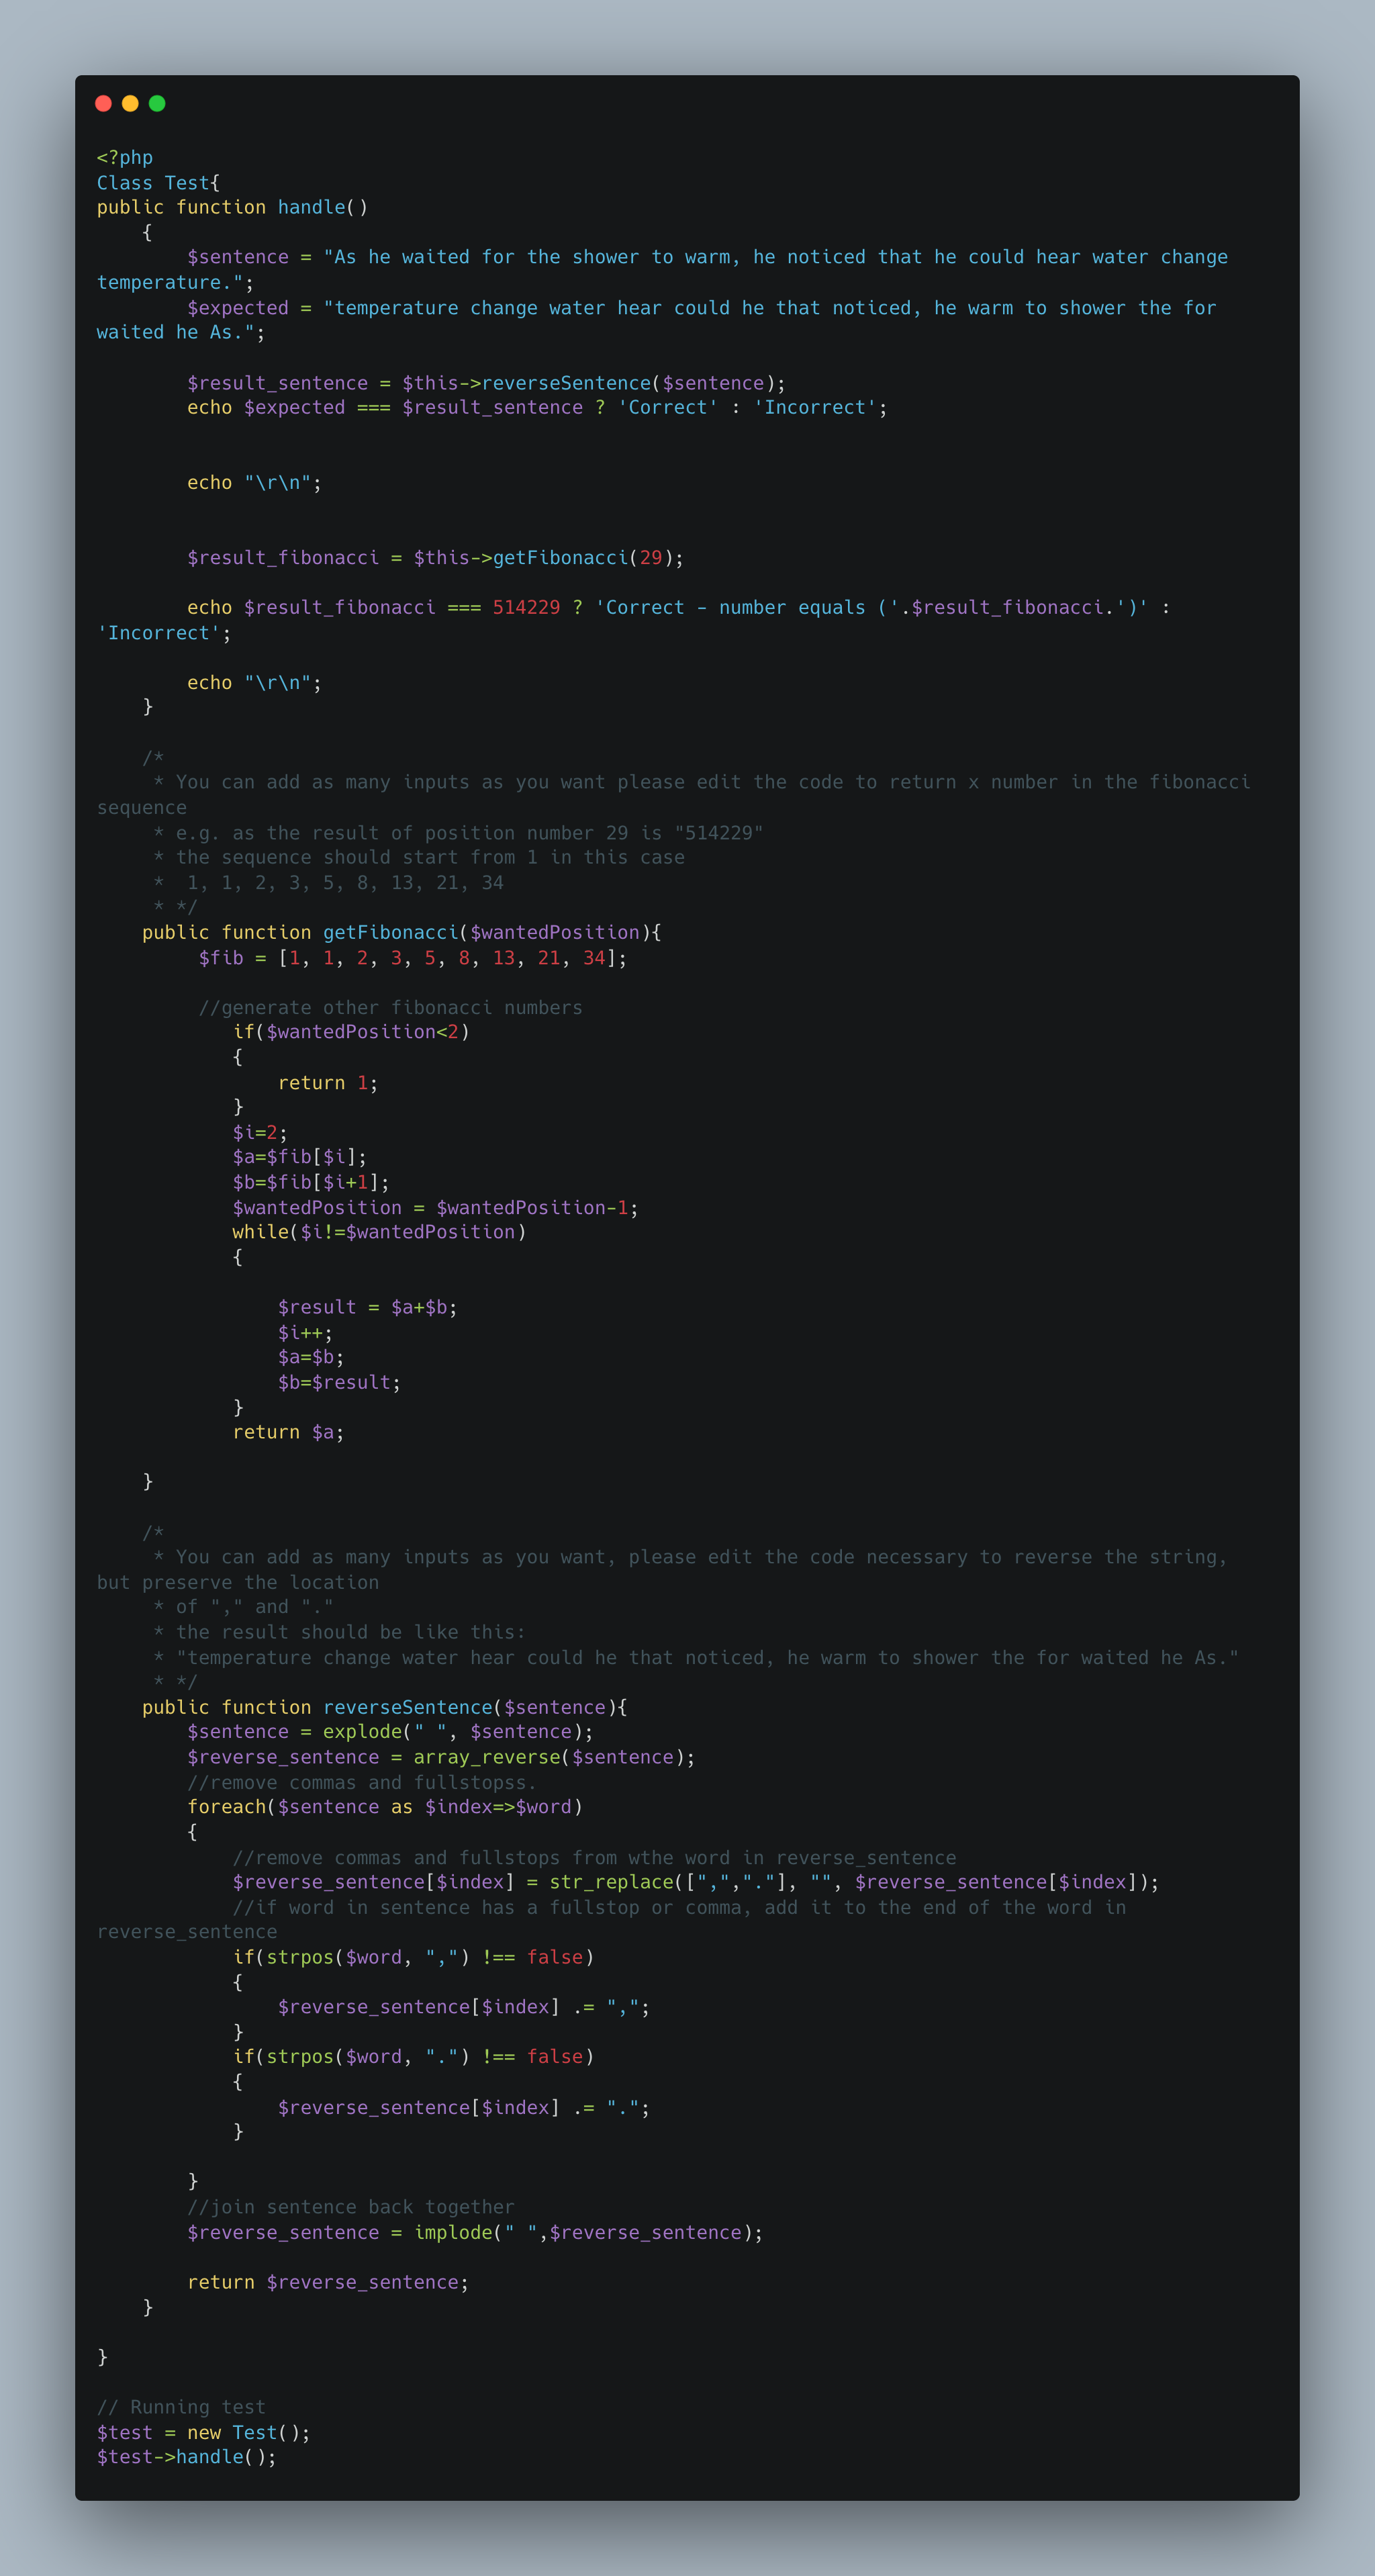 <?php
Class Test{
public function handle()
    {
        $sentence = "As he waited for the shower to warm, he noticed that he could hear water change
temperature.";
        $expected = "temperature change water hear could he that noticed, he warm to shower the for
waited he As.";

        $result_sentence = $this->reverseSentence($sentence);
        echo $expected === $result_sentence ? 'Correct' : 'Incorrect';


        echo "\r\n";


        $result_fibonacci = $this->getFibonacci(29);

        echo $result_fibonacci === 514229 ? 'Correct - number equals ('.$result_fibonacci.')' :
'Incorrect';

        echo "\r\n";
    }

    /*
     * You can add as many inputs as you want please edit the code to return x number in the fibonacci
sequence
     * e.g. as the result of position number 29 is "514229"
     * the sequence should start from 1 in this case
     *  1, 1, 2, 3, 5, 8, 13, 21, 34
     * */
    public function getFibonacci($wantedPosition){
         $fib = [1, 1, 2, 3, 5, 8, 13, 21, 34];

         //generate other fibonacci numbers
            if($wantedPosition<2)
            {
                return 1;
            }
            $i=2;
            $a=$fib[$i];
            $b=$fib[$i+1];
            $wantedPosition = $wantedPosition-1;
            while($i!=$wantedPosition)
            {

                $result = $a+$b;
                $i++;
                $a=$b;
                $b=$result;
            }
            return $a;

    }

    /*
     * You can add as many inputs as you want, please edit the code necessary to reverse the string,
but preserve the location
     * of "," and "."
     * the result should be like this:
     * "temperature change water hear could he that noticed, he warm to shower the for waited he As."
     * */
    public function reverseSentence($sentence){
        $sentence = explode(" ", $sentence);
        $reverse_sentence = array_reverse($sentence);
        //remove commas and fullstopss.
        foreach($sentence as $index=>$word)
        {
            //remove commas and fullstops from wthe word in reverse_sentence
            $reverse_sentence[$index] = str_replace([",","."], "", $reverse_sentence[$index]);
            //if word in sentence has a fullstop or comma, add it to the end of the word in
reverse_sentence
            if(strpos($word, ",") !== false)
            {
                $reverse_sentence[$index] .= ",";
            }
            if(strpos($word, ".") !== false)
            {
                $reverse_sentence[$index] .= ".";
            }

        }
        //join sentence back together
        $reverse_sentence = implode(" ",$reverse_sentence);

        return $reverse_sentence;
    }

}

// Running test
$test = new Test();
$test->handle();